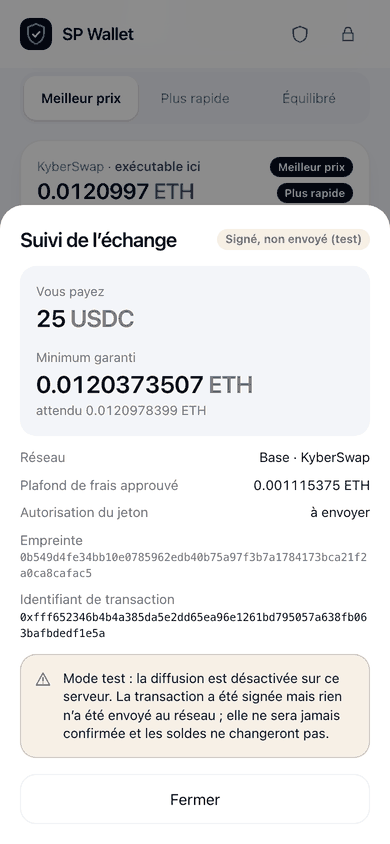 SP Wallet
Meilleur prix
Plus rapide
Équilibré
KyberSwap · exécutable ici
Meilleur prix
0.0120997 ETH
Plus rapide
Suivi de l’échange
Signé, non envoyé (test)
Vous payez
25 USDC
Minimum garanti
0.0120373507 ETH
attendu 0.0120978399 ETH
Réseau
Base · KyberSwap
Plafond de frais approuvé
0.001115375 ETH
Autorisation du jeton
à envoyer
Empreinte
0b549d4fe34bb10e0785962edb40b75a97f3b7a1784173bca21f2
a0ca8cafac5
Identifiant de transaction
0xfff652346b4b4a385da5e2dd65ea96e1261bd795057a638fb06
3bafbdedf1e5a
Mode test : la diffusion est désactivée sur ce
serveur. La transaction a été signée mais rien
n’a été envoyé au réseau ; elle ne sera jamais
confirmée et les soldes ne changeront pas.
Fermer